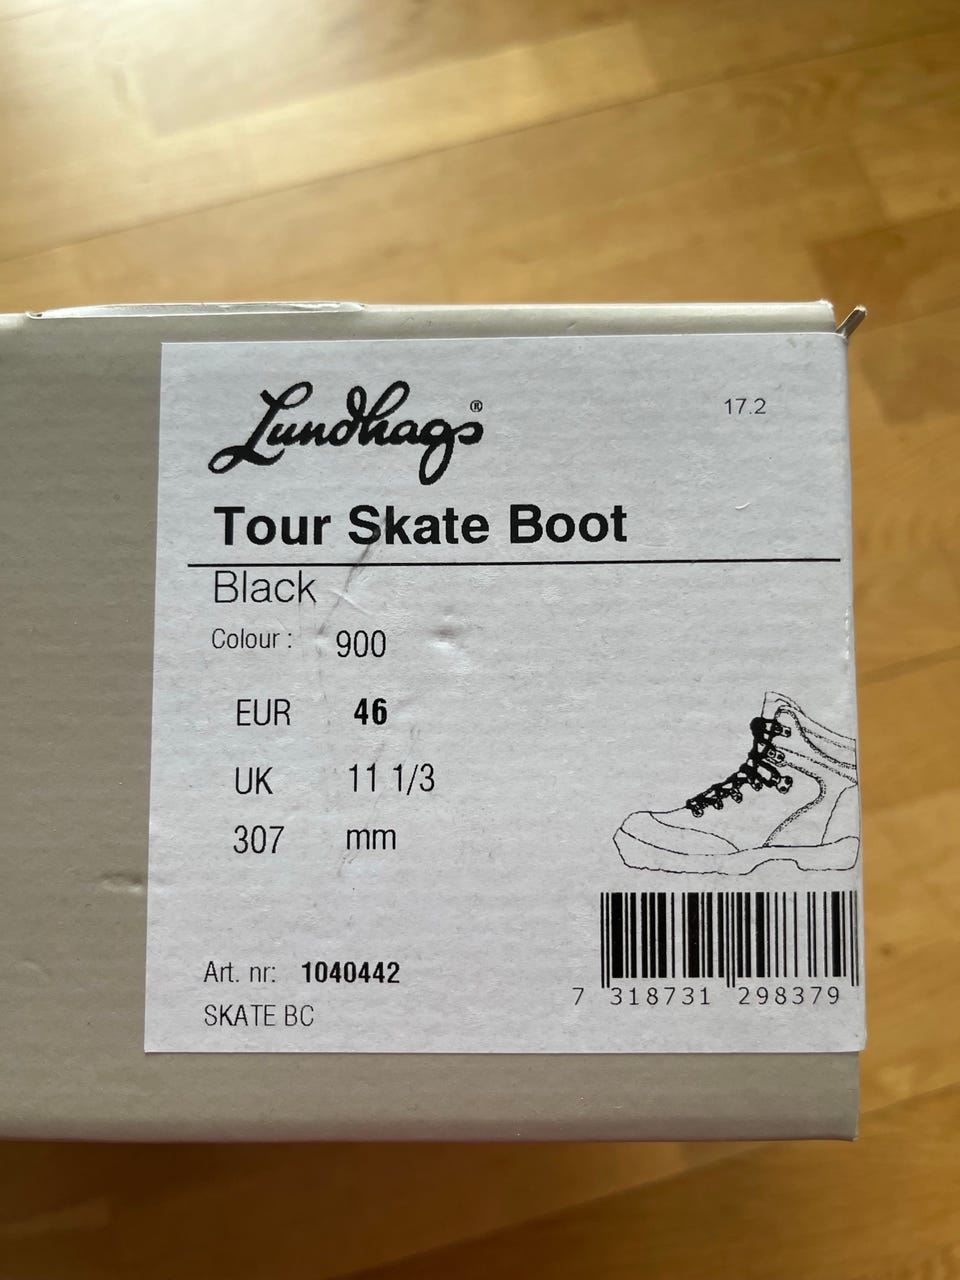 Lundhags®
17.2
Tour Skate Boot
Black
Colour : 900
EUR 46
UK 11 1/3
307 mm
Art. nr: 1040442
SKATE BC
7 318731 298379